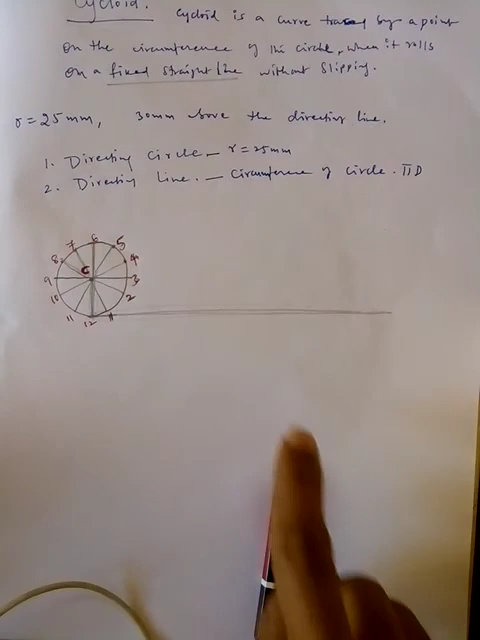 Cycloid. Cycloid is a curve traced by a point
on the circumference of the circle, when it rolls
on a fixed straight line without slipping.
r = 25mm, 30mm above the directing line.
1. Directing Circle - r = 25mm
2. Directing Line. - Circumference of circle. πD
6
7 5
8 4
C
9 3
10 2
11 12 1